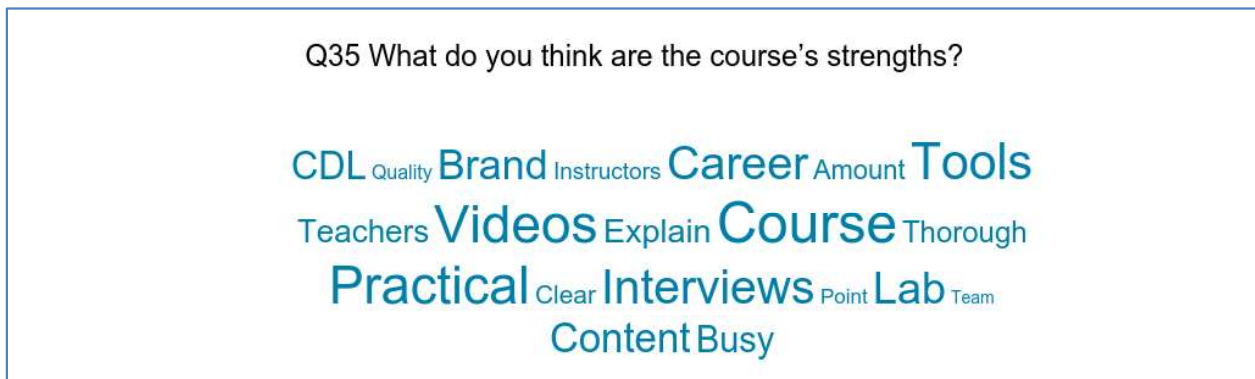 Q35 What do you think are the course’s strengths?
CDL Quality Brand Instructors Career Amount Tools
Teachers Videos Explain Course Thorough
Practical Clear Interviews Point Lab Team
Content Busy